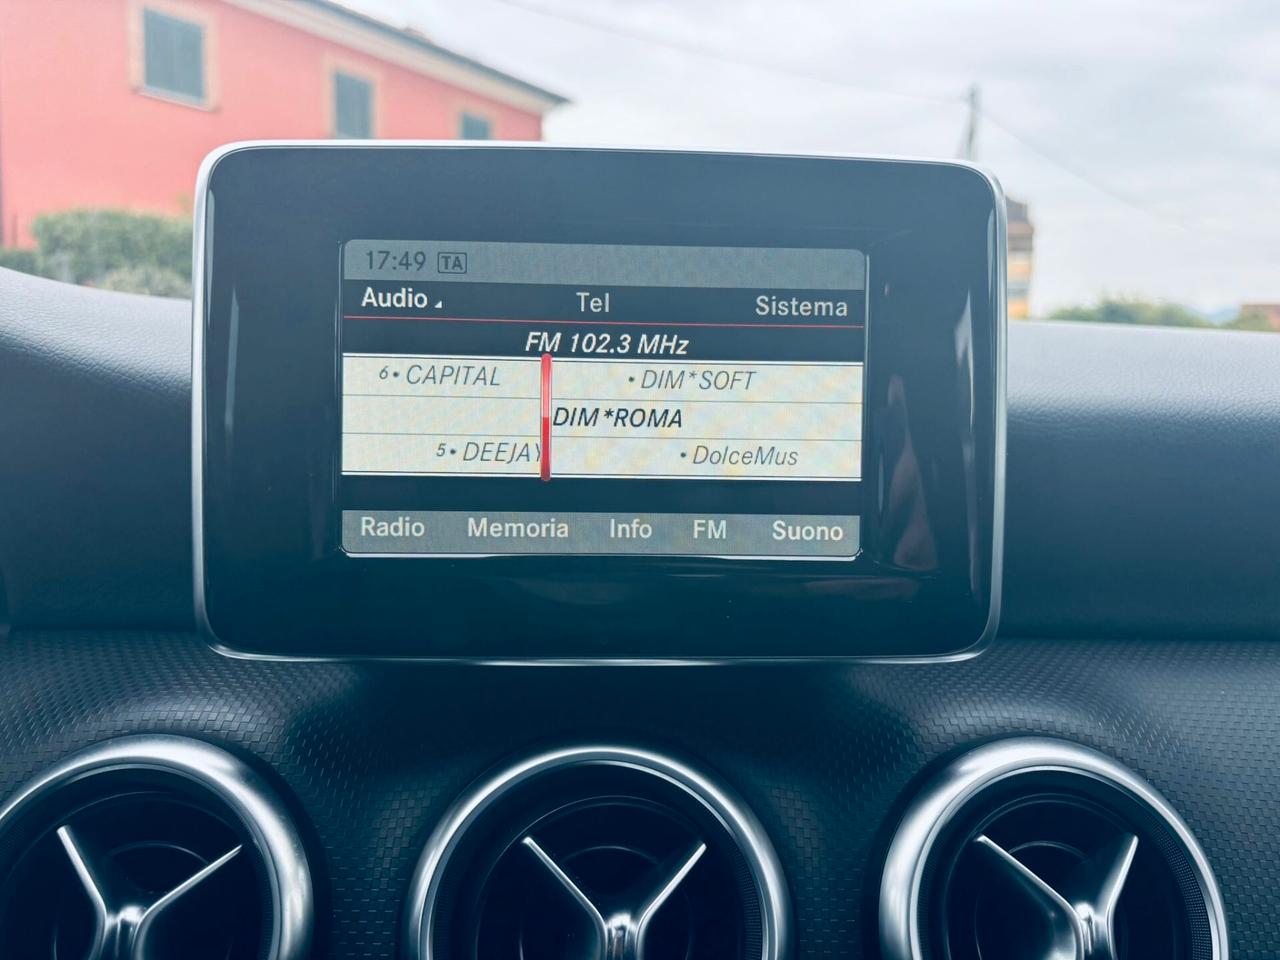 17:49 TA
Audio Tel Sistema
FM 102.3 MHz
6• CAPITAL • DIM*SOFT
DIM*ROMA
5• DEEJAY • DolceMus
Radio Memoria Info FM Suono